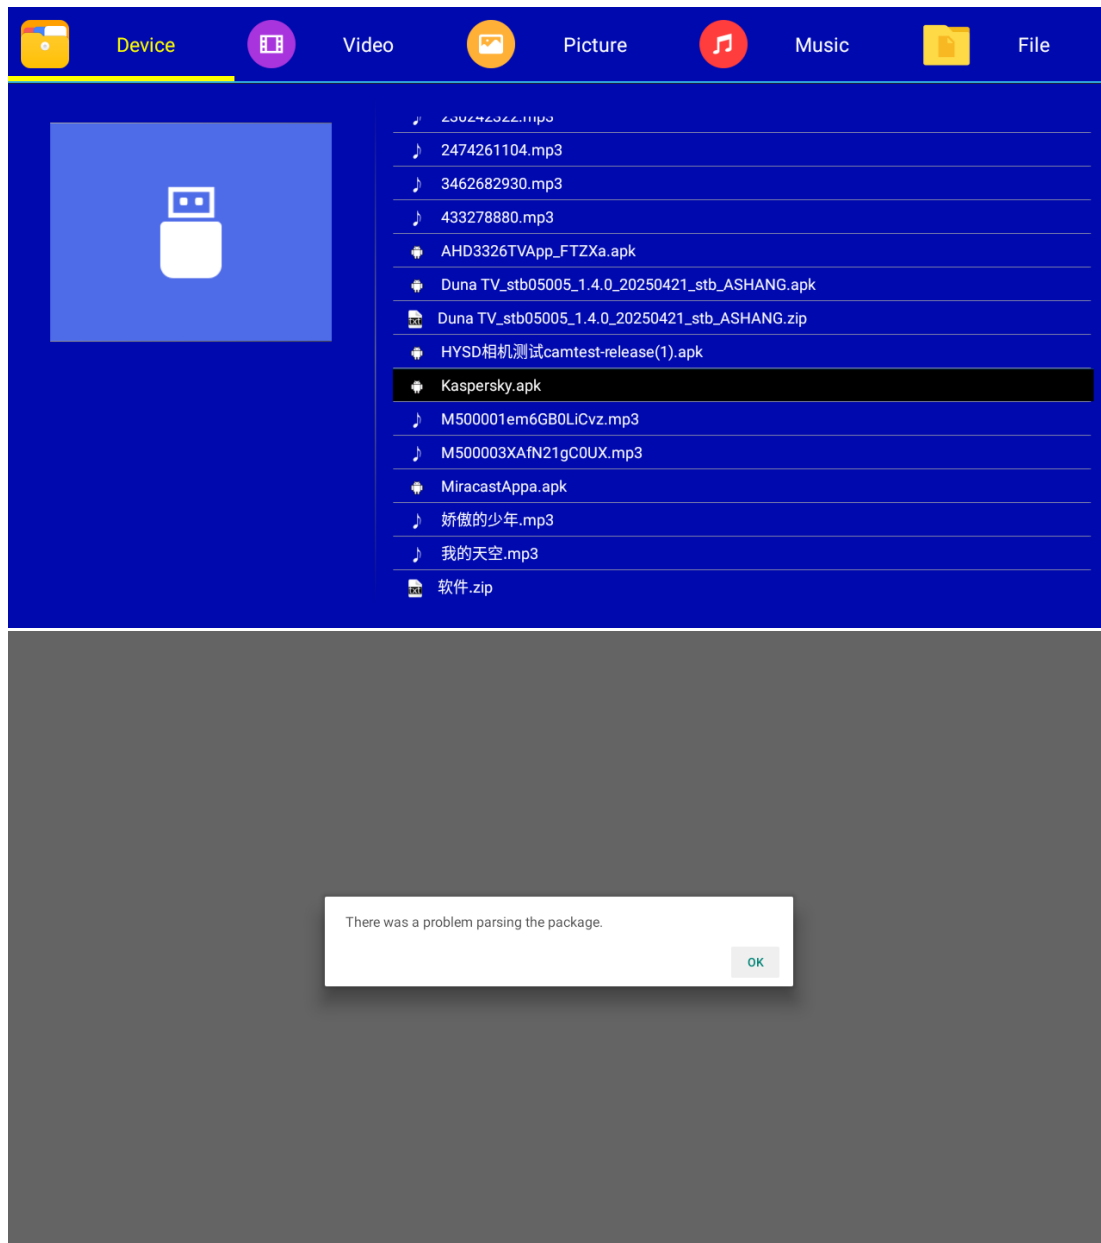 Device
Video
Picture
Music
File
230242322.mp3
2474261104.mp3
3462682930.mp3
433278880.mp3
AHD3326TVApp_FTZXa.apk
Duna TV_stb05005_1.4.0_20250421_stb_ASHANG.apk
Duna TV_stb05005_1.4.0_20250421_stb_ASHANG.zip
HYSD相机测试camtest-release(1).apk
Kaspersky.apk
M500001em6GB0LiCvz.mp3
M500003XAfN21gC0UX.mp3
MiracastAppa.apk
娇傲的少年.mp3
我的天空.mp3
软件.zip
There was a problem parsing the package.
OK